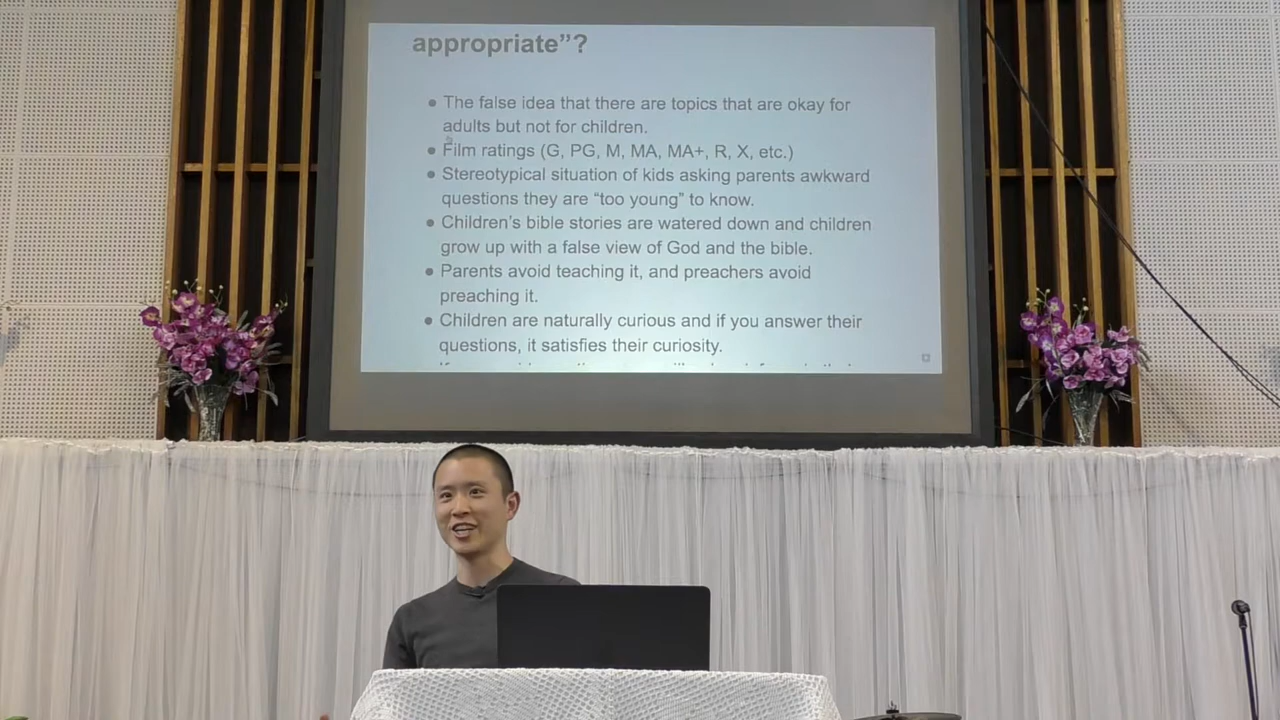 appropriate”?
● The false idea that there are topics that are okay for
adults but not for children.
● Film ratings (G, PG, M, MA, MA+, R, X, etc.)
● Stereotypical situation of kids asking parents awkward
questions they are “too young” to know.
● Children’s bible stories are watered down and children
grow up with a false view of God and the bible.
● Parents avoid teaching it, and preachers avoid
preaching it.
● Children are naturally curious and if you answer their
questions, it satisfies their curiosity.